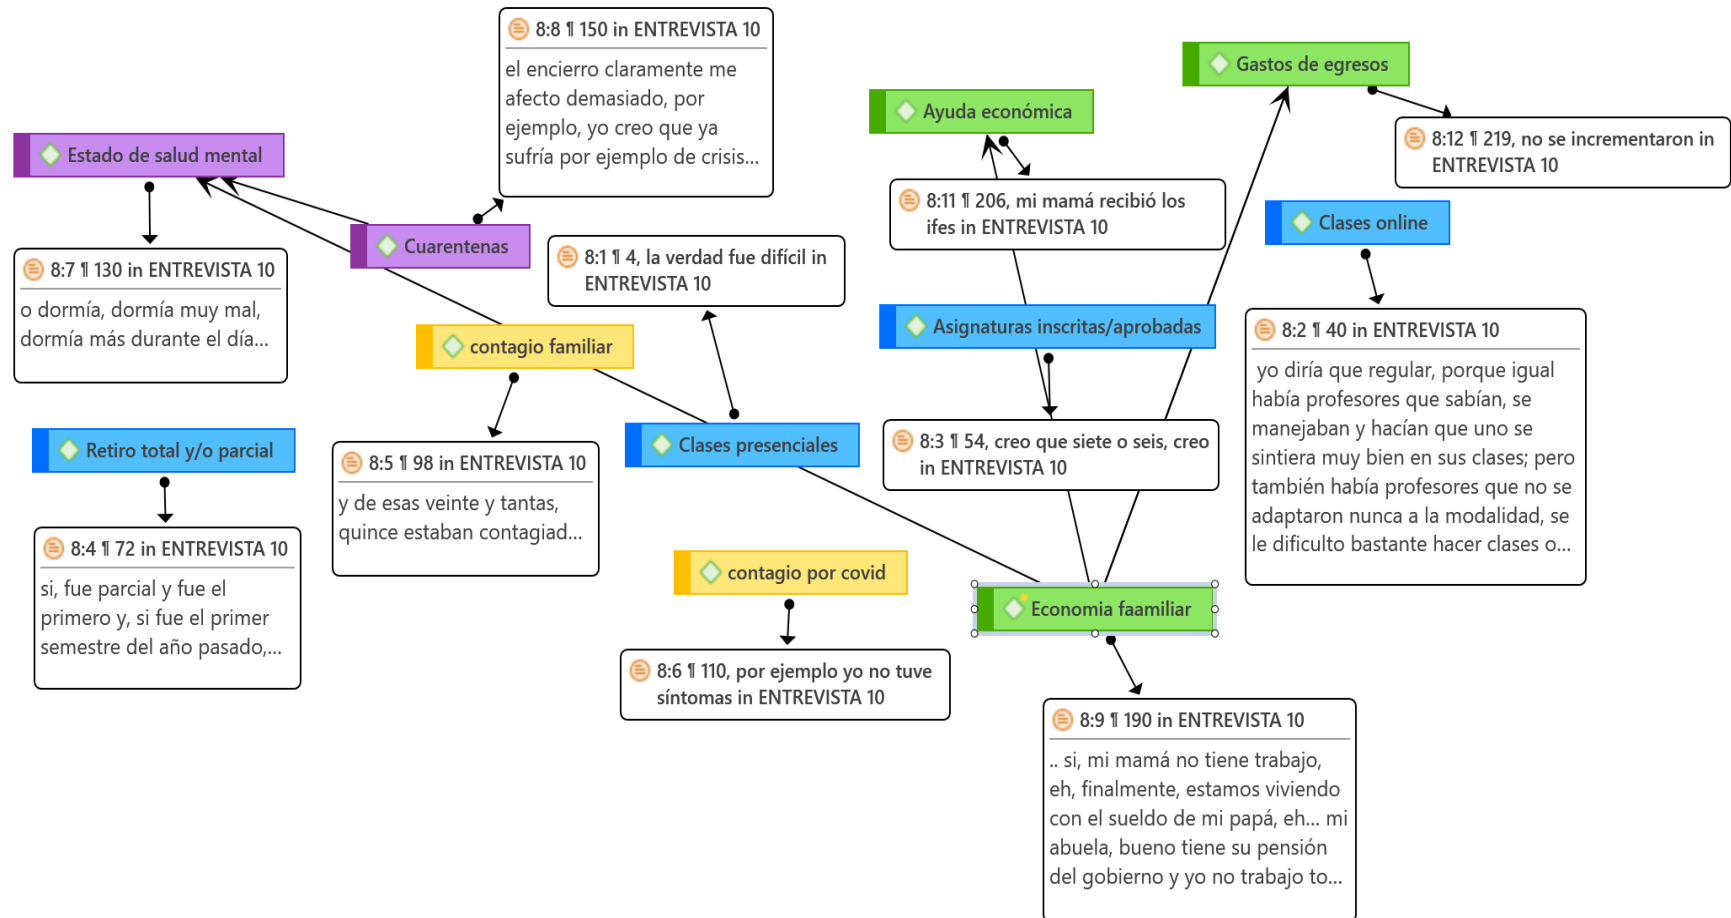 8:8 ¶ 150 in ENTREVISTA 10
el encierro claramente me
afecto demasiado, por
ejemplo, yo creo que ya
sufría por ejemplo de crisis...
Gastos de egresos
Ayuda económica
8:12 ¶ 219, no se incrementaron in
ENTREVISTA 10
Estado de salud mental
8:11 ¶ 206, mi mamá recibió los
ifes in ENTREVISTA 10
Clases online
Cuarentenas
8:1 ¶ 4, la verdad fue difícil in
ENTREVISTA 10
8:7 ¶ 130 in ENTREVISTA 10
o dormía, dormía muy mal,
dormía más durante el día...
Asignaturas inscritas/aprobadas
8:2 ¶ 40 in ENTREVISTA 10
yo diría que regular, porque igual
había profesores que sabían, se
manejaban y hacían que uno se
sintiera muy bien en sus clases; pero
también había profesores que no se
adaptaron nunca a la modalidad, se
le dificulto bastante hacer clases o...
contagio familiar
Retiro total y/o parcial
8:5 ¶ 98 in ENTREVISTA 10
y de esas veinte y tantas,
quince estaban contagiad...
Clases presenciales
8:3 ¶ 54, creo que siete o seis, creo
in ENTREVISTA 10
8:4 ¶ 72 in ENTREVISTA 10
si, fue parcial y fue el
primero y, si fue el primer
semestre del año pasado,...
contagio por covid
Economia faamiliar
8:6 ¶ 110, por ejemplo yo no tuve
síntomas in ENTREVISTA 10
8:9 ¶ 190 in ENTREVISTA 10
.. si, mi mamá no tiene trabajo,
eh, finalmente, estamos viviendo
con el sueldo de mi papá, eh... mi
abuela, bueno tiene su pensión
del gobierno y yo no trabajo to...